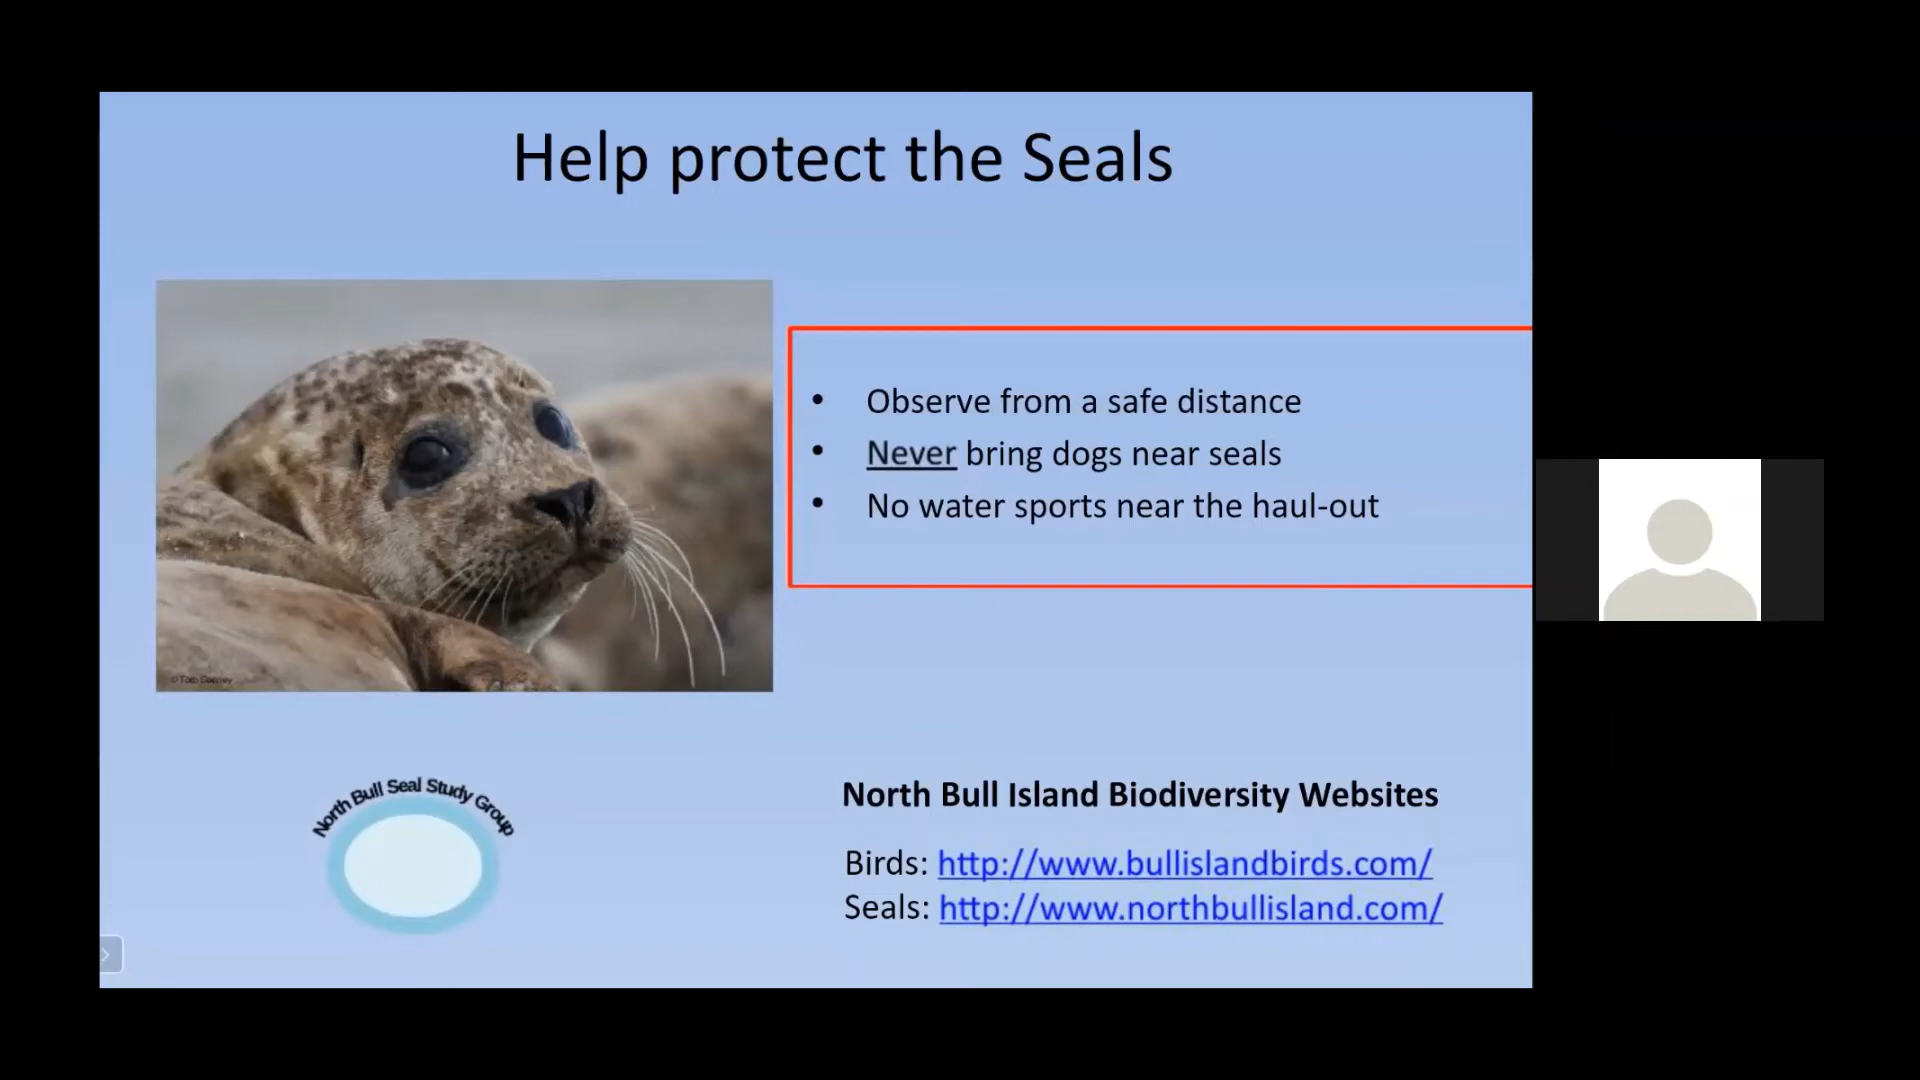 Help protect the Seals
• Observe from a safe distance
• Never bring dogs near seals
• No water sports near the haul-out
© Tom Cooney
North Bull Seal Study Group
North Bull Island Biodiversity Websites
Birds: http://www.bullislandbirds.com/
Seals: http://www.northbullisland.com/